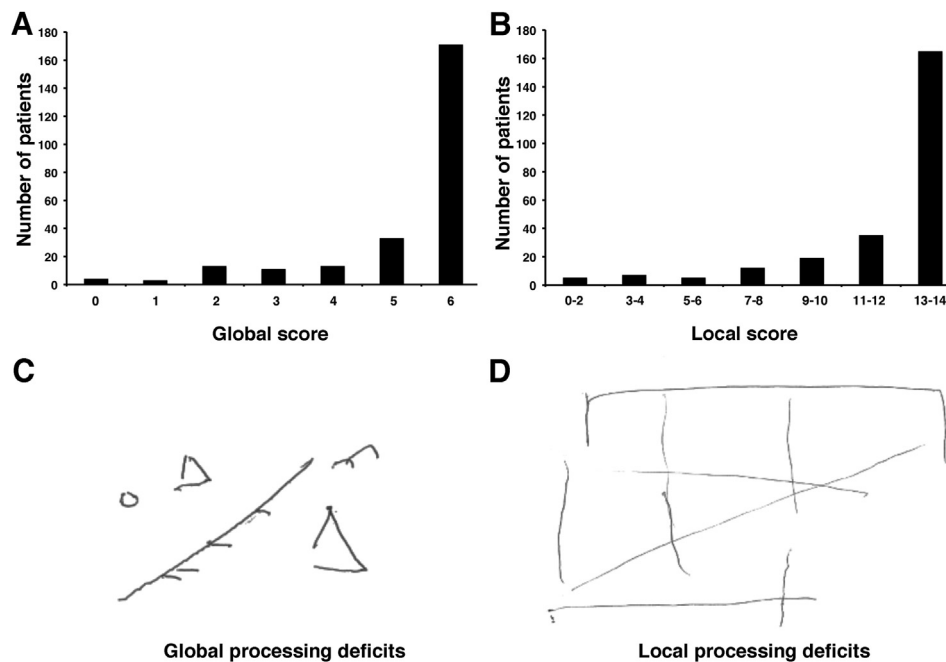 A
Number of patients
180
160
140
120
100
80
60
40
20
0
0 1 2 3 4 5 6
Global score
B
Number of patients
180
160
140
120
100
80
60
40
20
0
0-2 3-4 5-6 7-8 9-10 11-12 13-14
Local score
C
Global processing deficits
D
Local processing deficits